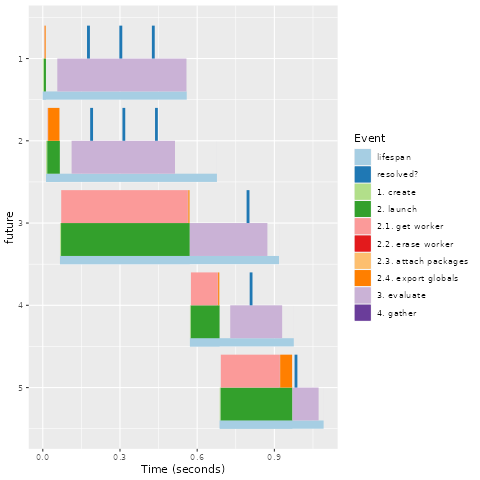 1
2
3
4
5
future
0.0 0.3 0.6 0.9
Time (seconds)
Event
lifespan
resolved?
1. create
2. launch
2.1. get worker
2.2. erase worker
2.3. attach packages
2.4. export globals
3. evaluate
4. gather